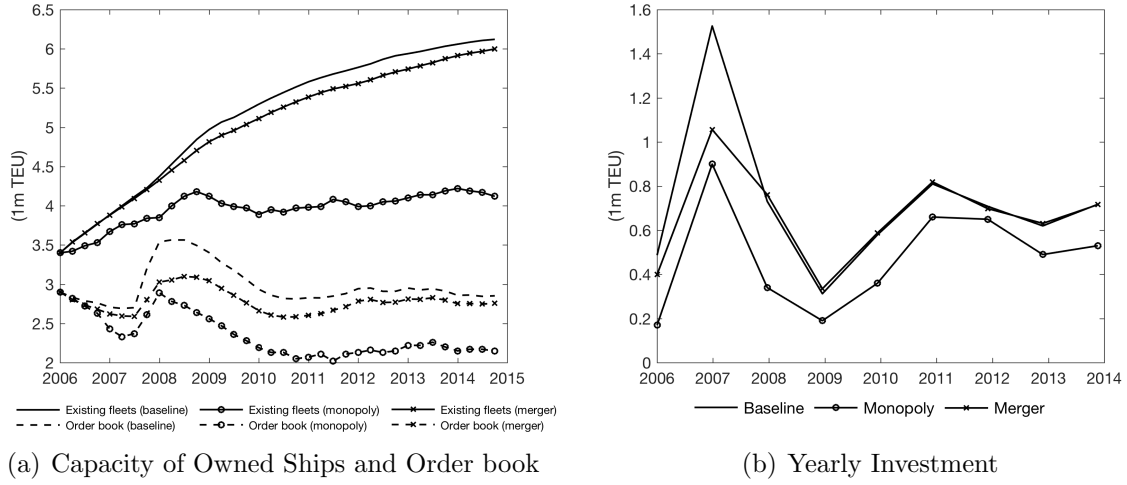 6.5
6
5.5
5
4.5
4
3.5
3
2.5
2
(1m TEU)
2006 2007 2008 2009 2010 2011 2012 2013 2014 2015
Existing fleets (baseline) Existing fleets (monopoly) Existing fleets (merger)
Order book (baseline) Order book (monopoly) Order book (merger)
(a) Capacity of Owned Ships and Order book
1.6
1.4
1.2
1
0.8
0.6
0.4
0.2
0
(1m TEU)
2006 2007 2008 2009 2010 2011 2012 2013 2014
Baseline Monopoly Merger
(b) Yearly Investment